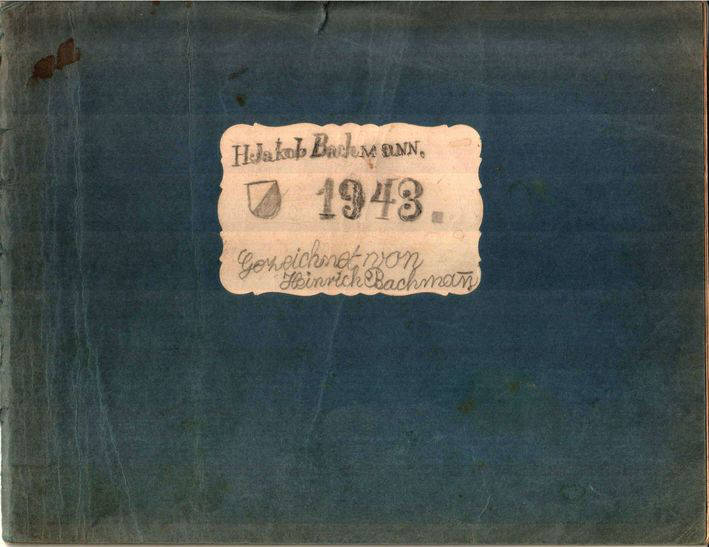 H.Jakob Bachmann.
1943.
Gezeichnet von
Heinrich Bachmañ